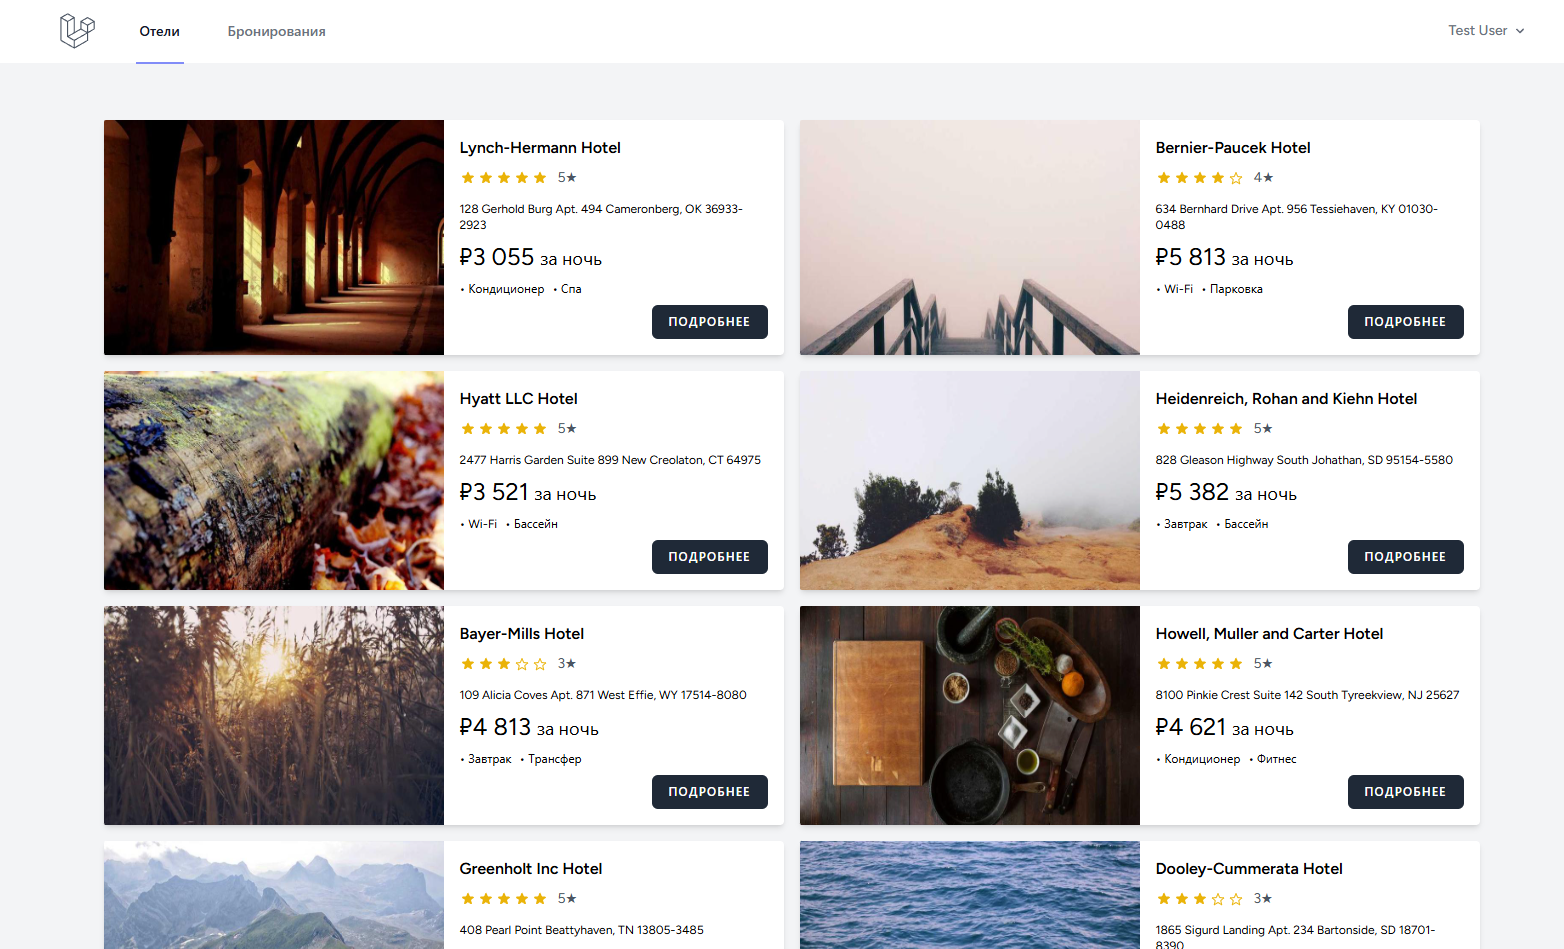 Отели
Бронирования
Test User
Lynch-Hermann Hotel
5★
128 Gerhold Burg Apt. 494 Cameronberg, OK 36933-
2923
₽3 055 за ночь
• Кондиционер • Спа
ПОДРОБНЕЕ
Bernier-Paucek Hotel
4★
634 Bernhard Drive Apt. 956 Tessiehaven, KY 01030-
0488
₽5 813 за ночь
• Wi-Fi • Парковка
ПОДРОБНЕЕ
Hyatt LLC Hotel
5★
2477 Harris Garden Suite 899 New Creolaton, CT 64975
₽3 521 за ночь
• Wi-Fi • Бассейн
ПОДРОБНЕЕ
Heidenreich, Rohan and Kiehn Hotel
5★
828 Gleason Highway South Johathan, SD 95154-5580
₽5 382 за ночь
• Завтрак • Бассейн
ПОДРОБНЕЕ
Bayer-Mills Hotel
3★
109 Alicia Coves Apt. 871 West Effie, WY 17514-8080
₽4 813 за ночь
• Завтрак • Трансфер
ПОДРОБНЕЕ
Howell, Muller and Carter Hotel
5★
8100 Pinkie Crest Suite 142 South Tyreekview, NJ 25627
₽4 621 за ночь
• Кондиционер • Фитнес
ПОДРОБНЕЕ
Greenholt Inc Hotel
5★
408 Pearl Point Beattyhaven, TN 13805-3485
Dooley-Cummerata Hotel
3★
1865 Sigurd Landing Apt. 234 Bartonside, SD 18701-
8390